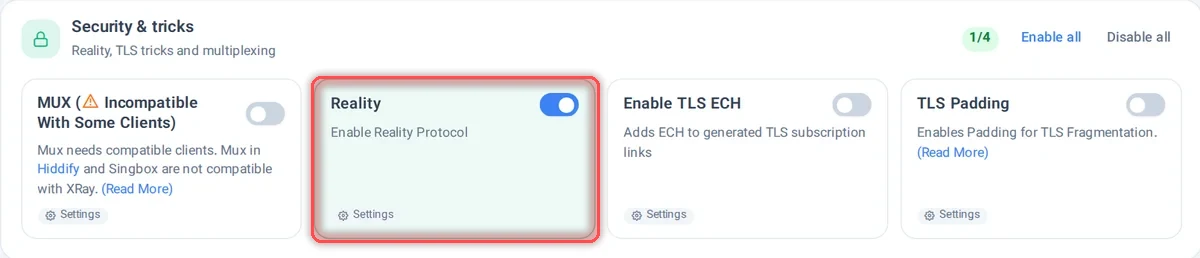 Security & tricks
Reality, TLS tricks and multiplexing
1/4
Enable all
Disable all
MUX (⚠ Incompatible
With Some Clients)
Mux needs compatible clients. Mux in
Hiddify and Singbox are not compatible
with XRay. (Read More)
Settings
Reality
Enable Reality Protocol
Settings
Enable TLS ECH
Adds ECH to generated TLS subscription
links
Settings
TLS Padding
Enables Padding for TLS Fragmentation.
(Read More)
Settings